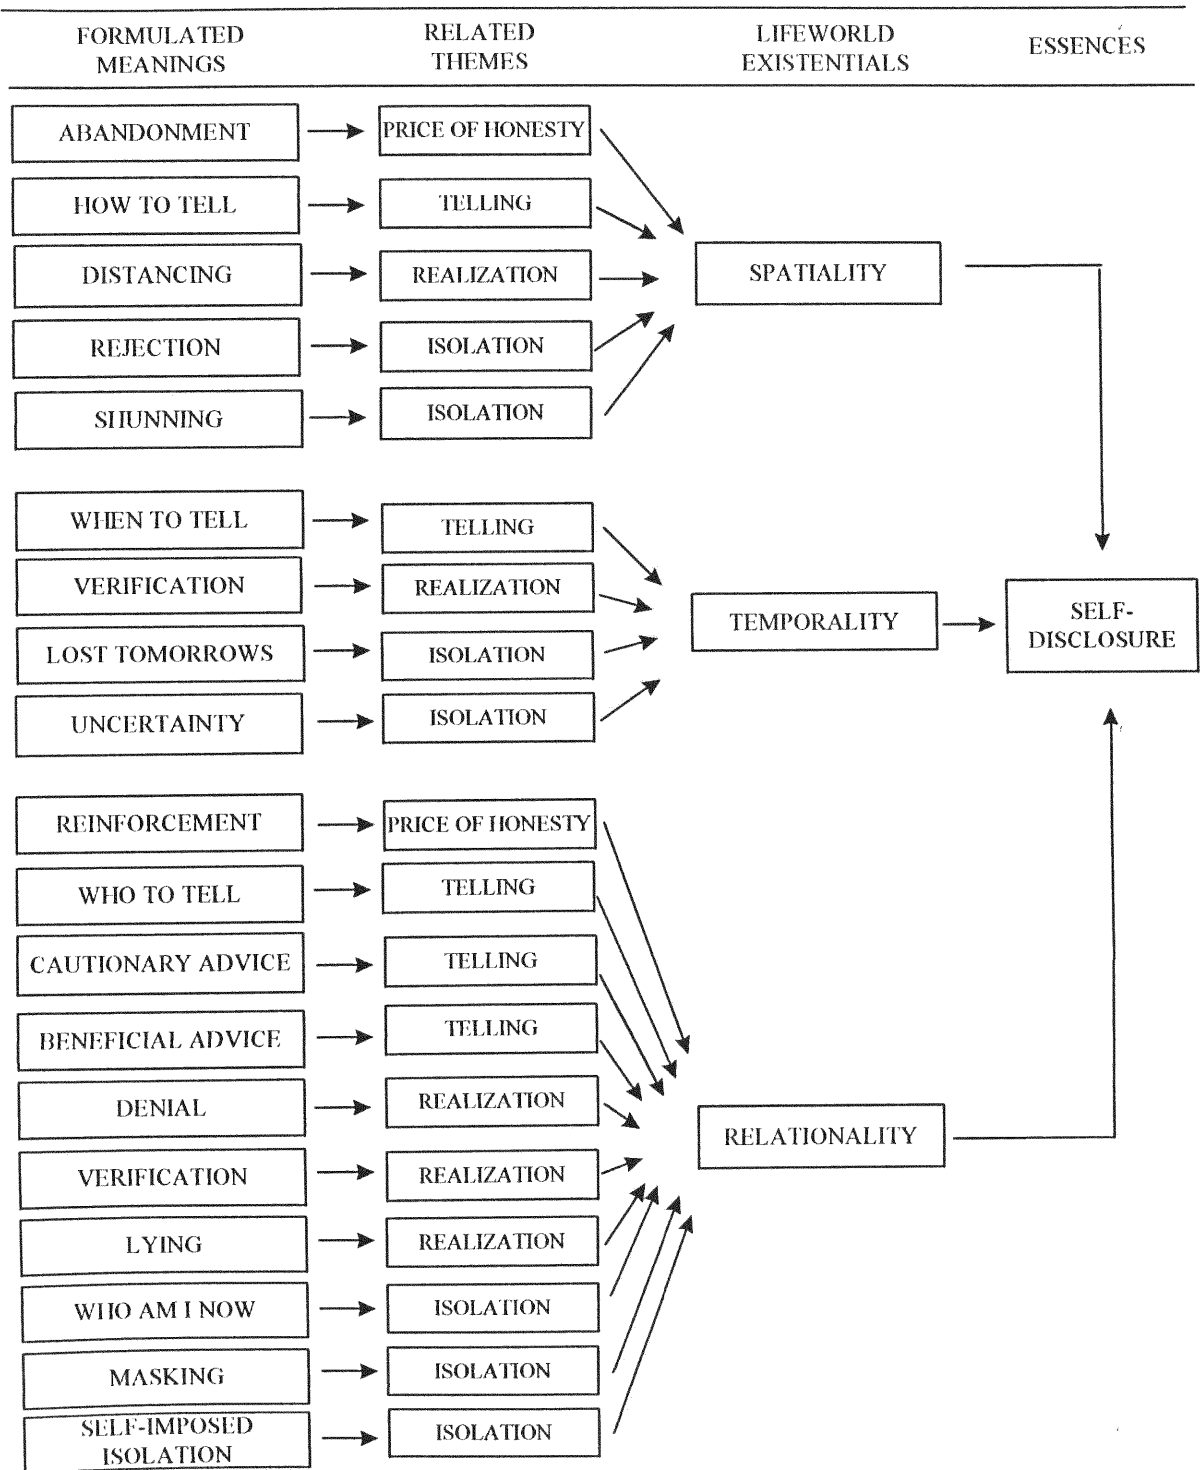 FORMULATED
MEANINGS
RELATED
THEMES
LIFEWORLD
EXISTENTIALS
ESSENCES
ABANDONMENT
PRICE OF HONESTY
HOW TO TELL
TELLING
DISTANCING
REALIZATION
REJECTION
ISOLATION
SHUNNING
ISOLATION
SPATIALITY
WHEN TO TELL
TELLING
VERIFICATION
REALIZATION
LOST TOMORROWS
ISOLATION
UNCERTAINTY
ISOLATION
TEMPORALITY
SELF-
DISCLOSURE
REINFORCEMENT
PRICE OF HONESTY
WHO TO TELL
TELLING
CAUTIONARY ADVICE
TELLING
BENEFICIAL ADVICE
TELLING
DENIAL
REALIZATION
VERIFICATION
REALIZATION
LYING
REALIZATION
WHO AM I NOW
ISOLATION
MASKING
ISOLATION
SELF-IMPOSED
ISOLATION
ISOLATION
RELATIONALITY